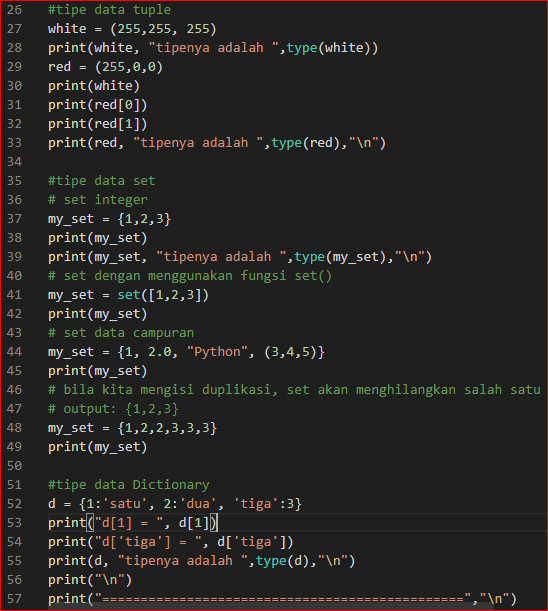 26 #tipe data tuple
27 white = (255,255, 255)
28 print(white, "tipenya adalah ",type(white))
29 red = (255,0,0)
30 print(white)
31 print(red[0])
32 print(red[1])
33 print(red, "tipenya adalah ",type(red),"\n")
34
35 #tipe data set
36 # set integer
37 my_set = {1,2,3}
38 print(my_set)
39 print(my_set, "tipenya adalah ",type(my_set),"\n")
40 # set dengan menggunakan fungsi set()
41 my_set = set([1,2,3])
42 print(my_set)
43 # set data campuran
44 my_set = {1, 2.0, "Python", (3,4,5)}
45 print(my_set)
46 # bila kita mengisi duplikasi, set akan menghilangkan salah satu
47 # output: {1,2,3}
48 my_set = {1,2,2,3,3,3}
49 print(my_set)
50
51 #tipe data Dictionary
52 d = {1:'satu', 2:'dua', 'tiga':3}
53 print("d[1] = ", d[1])
54 print("d['tiga'] = ", d['tiga'])
55 print(d, "tipenya adalah ",type(d),"\n")
56 print("\n")
57 print("===============================================","\n")